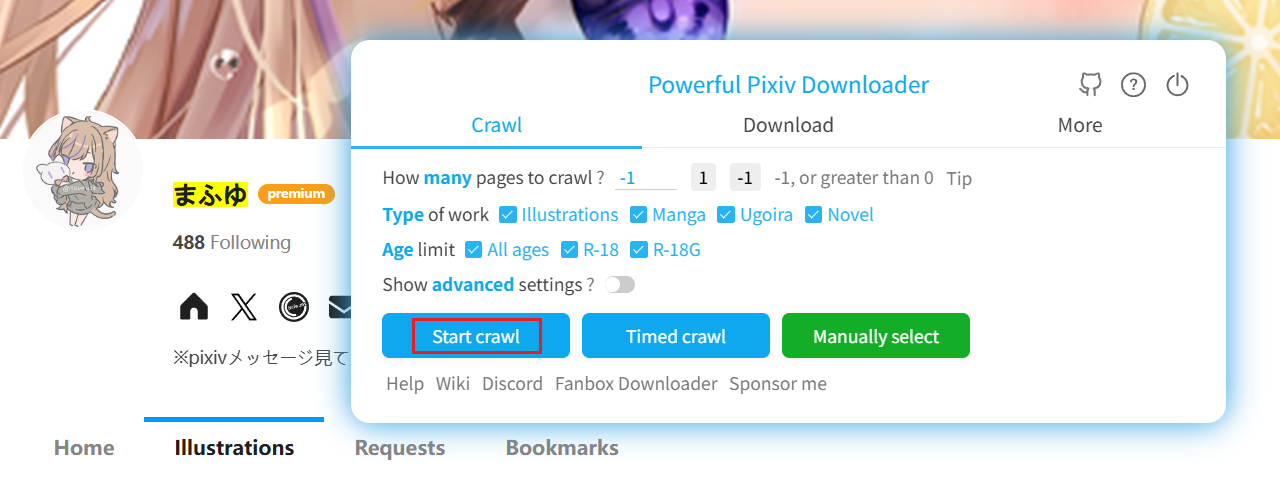 Powerful Pixiv Downloader
Crawl Download More
How many pages to crawl ? -1 1 -1 -1, or greater than 0 Tip
Type of work Illustrations Manga Ugoira Novel
Age limit All ages R-18 R-18G
Show advanced settings ?
Start crawl Timed crawl Manually select
Help Wiki Discord Fanbox Downloader Sponsor me
まふゆ premium
488 Following
※pixivメッセージ見て
Home Illustrations Requests Bookmarks